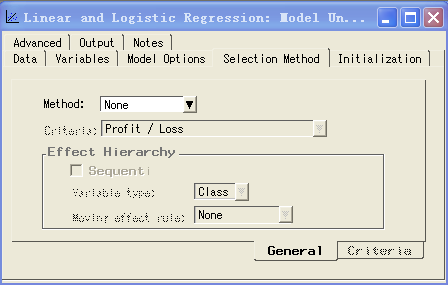 Linear and Logistic Regression: Model Un...
Advanced Output Notes
Data Variables Model Options Selection Method Initialization
Method: None
Criteria: Profit / Loss
Effect Hierarchy
Sequenti
Variable type: Class
Moving effect rule: None
General Criteria